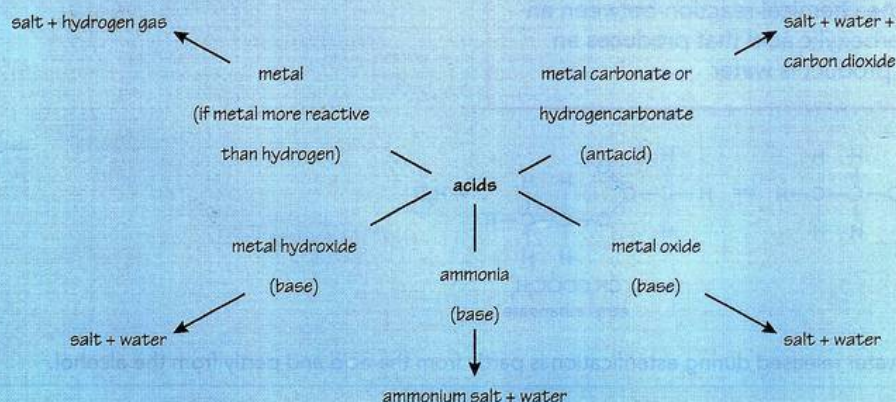 salt + hydrogen gas
metal
(if metal more reactive
than hydrogen)
salt + water +
carbon dioxide
metal carbonate or
hydrogencarbonate
(antacid)
acids
metal hydroxide
(base)
salt + water
ammonia
(base)
ammonium salt + water
metal oxide
(base)
salt + water